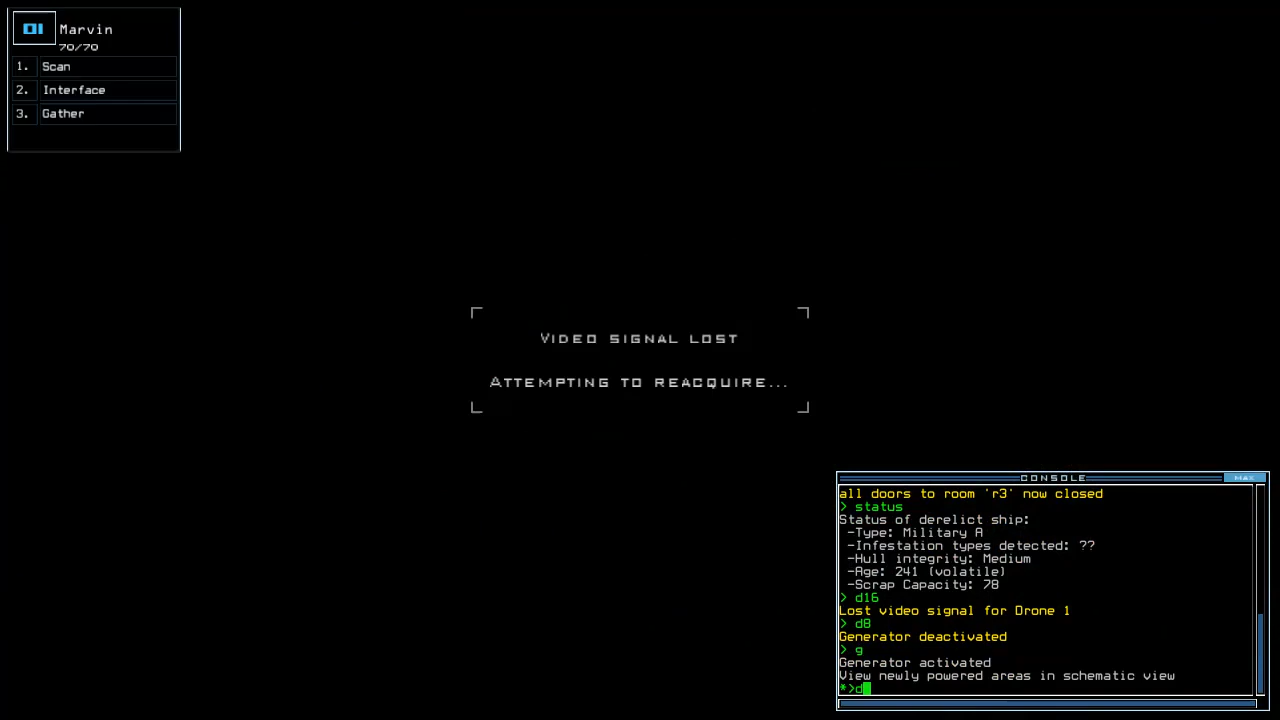 01 Marvin
70/70
1. Scan
2. Interface
3. Gather
VIDEO SIGNAL LOST
ATTEMPTING TO REACQUIRE...
CONSOLE
MAX
all doors to room 'r3' now closed
> status
Status of derelict ship:
-Type: Military A
-Infestation types detected: ??
-Hull integrity: Medium
-Age: 241 (volatile)
-Scrap Capacity: 78
> d16
Lost video signal for Drone 1
> d8
Generator deactivated
> g
Generator activated
View newly powered areas in schematic view
*>d